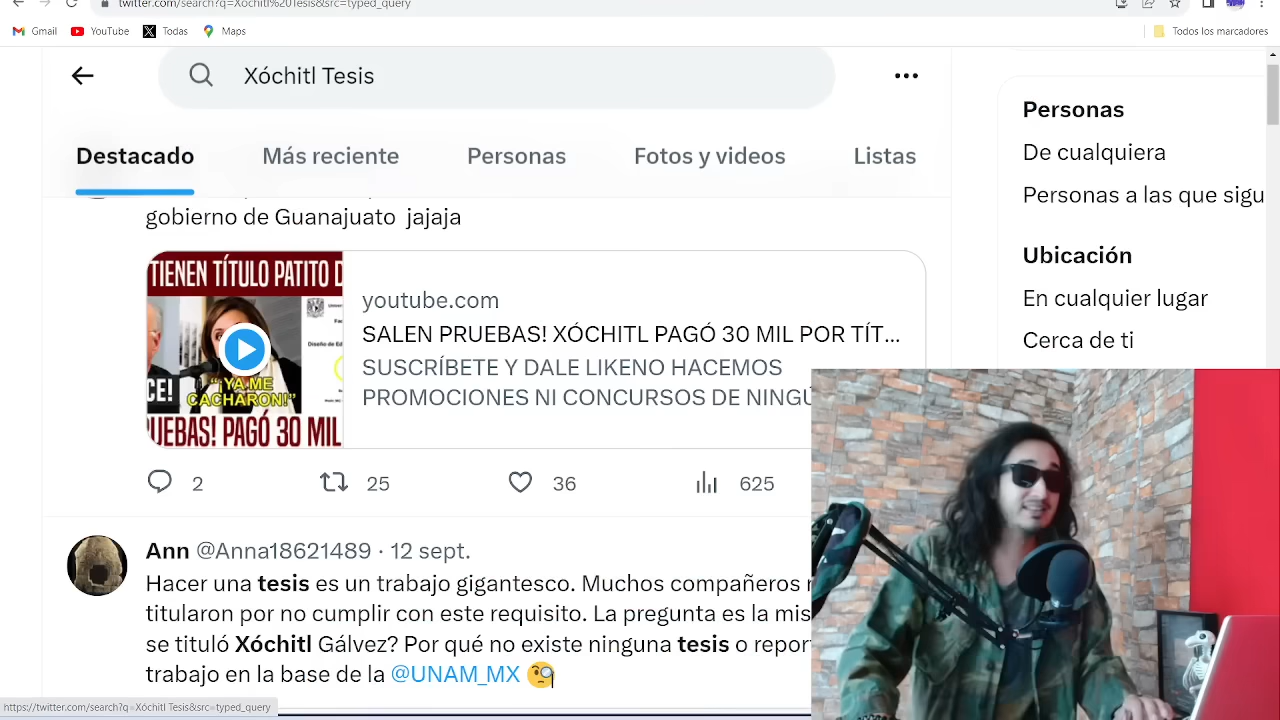 twitter.com/search?q=Xóchitl%20Tesis&src=typed_query
Gmail YouTube Todas Maps Todos los marcadores
Xóchitl Tesis
Destacado Más reciente Personas Fotos y videos Listas
gobierno de Guanajuato jajaja
TIENEN TÍTULO PATITO D
"YA ME
CACHARON!"
CE!
UEBAS! PAGÓ 30 MIL
youtube.com
SALEN PRUEBAS! XÓCHITL PAGÓ 30 MIL POR TÍT...
SUSCRÍBETE Y DALE LIKENO HACEMOS
PROMOCIONES NI CONCURSOS DE NINGÚ
2 25 36 625
Ann @Anna18621489 · 12 sept.
Hacer una tesis es un trabajo gigantesco. Muchos compañeros
titularon por no cumplir con este requisito. La pregunta es la mis
se tituló Xóchitl Gálvez? Por qué no existe ninguna tesis o repor
trabajo en la base de la @UNAM_MX 🧐
Personas
De cualquiera
Personas a las que sigu
Ubicación
En cualquier lugar
Cerca de ti
https://twitter.com/search?q=Xóchitl Tesis&src=typed_query